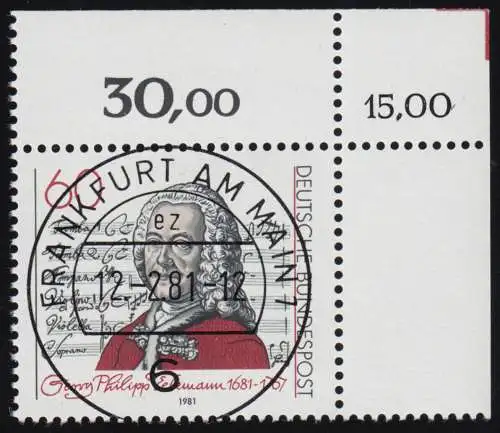 30,00
15,00
60
DEUTSCHE BUNDESPOST
FRANKFURT AM MAIN 1
ez
12.-2.81-12
6
Violino
Violetta
Soprano
Georg Philipp Telemann 1681-1767
1981